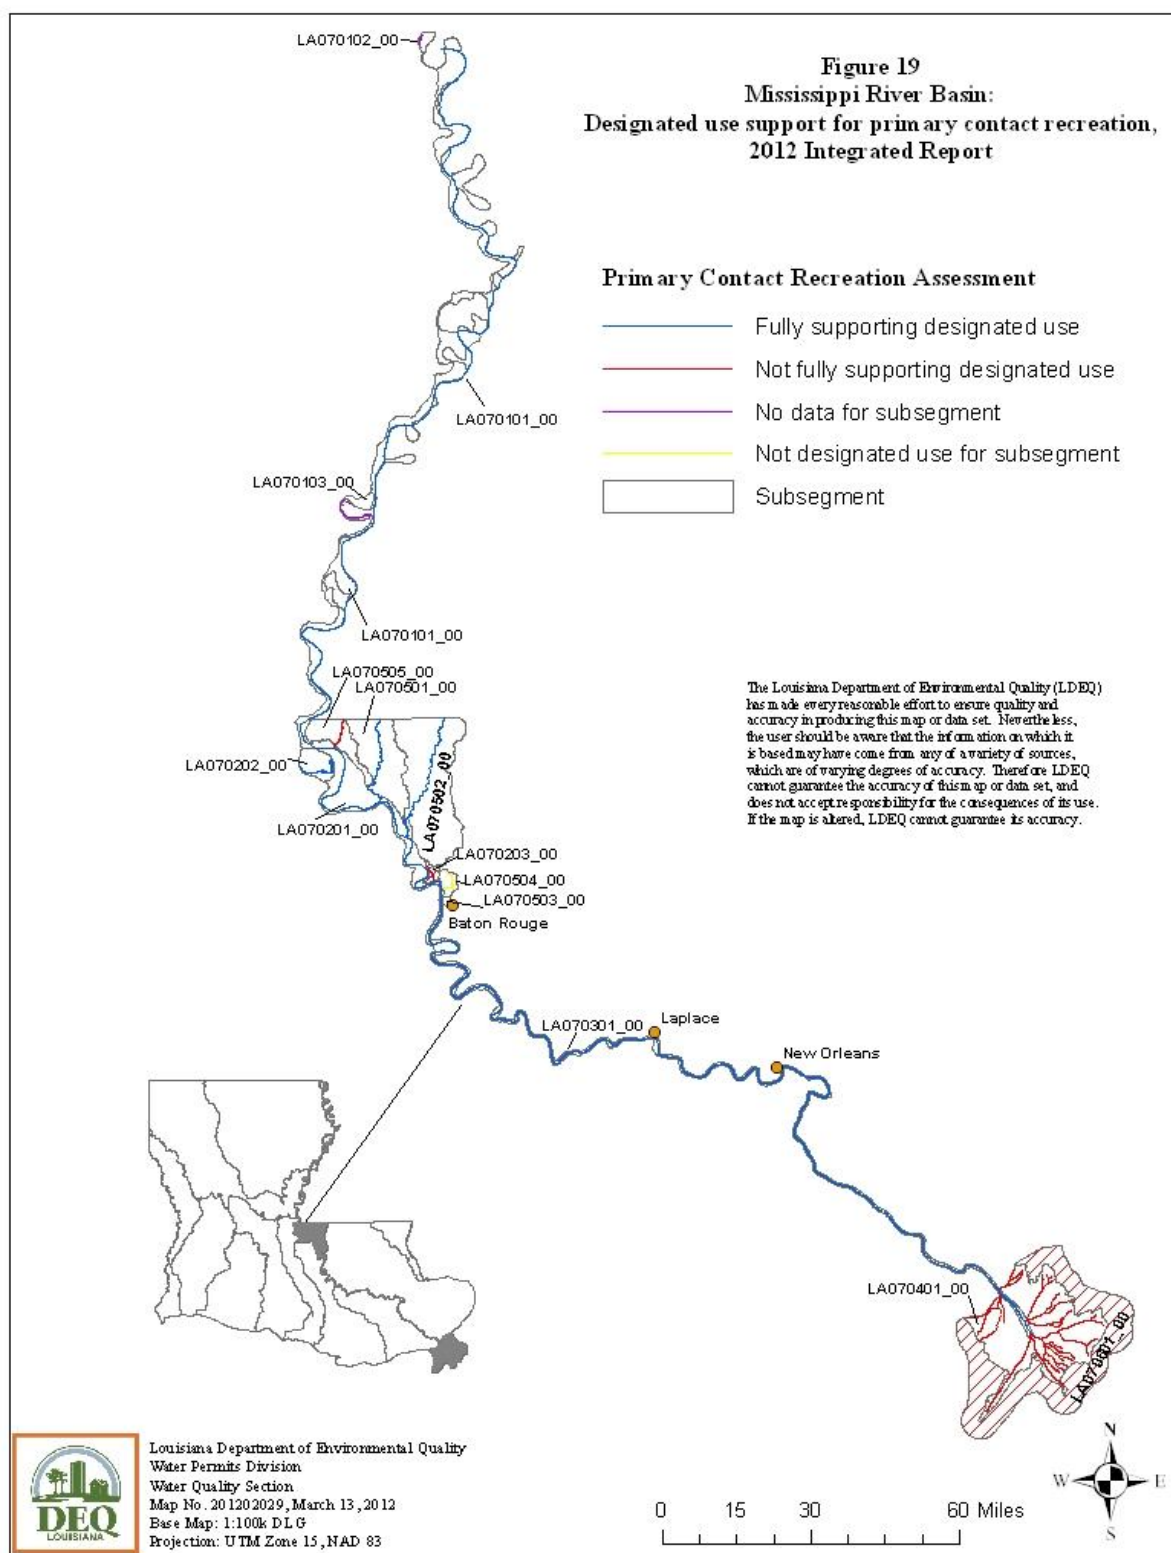 Figure 19
Mississippi River Basin:
Designated use support for primary contact recreation,
2012 Integrated Report
LA070102_00
Primary Contact Recreation Assessment
Fully supporting designated use
Not fully supporting designated use
No data for subsegment
Not designated use for subsegment
Subsegment
LA070101_00
LA070103_00
LA070101_00
LA070505_00
LA070501_00
LA070202_00
LA070201_00
LA070502_00
LA070203_00
LA070504_00
LA070503_00
Baton Rouge
The Louisiana Department of Environmental Quality (LDEQ)
has made every reasonable effort to ensure quality and
accuracy in producing this map or data set. Nevertheless,
the user should be aware that the information on which it
is based may have come from any of a variety of sources,
which are of varying degrees of accuracy. Therefore LDEQ
cannot guarantee the accuracy of this map or data set, and
does not accept responsibility for the consequences of its use.
If the map is altered, LDEQ cannot guarantee its accuracy.
LA070301_00
Laplace
New Orleans
LA070401_00
LA070601_00
DEQ
LOUISIANA
Louisiana Department of Environmental Quality
Water Permits Division
Water Quality Section
Map No. 201202029, March 13, 2012
Base Map: 1:100k DLG
Projection: UTM Zone 15, NAD 83
0 15 30 60 Miles
N
W E
S